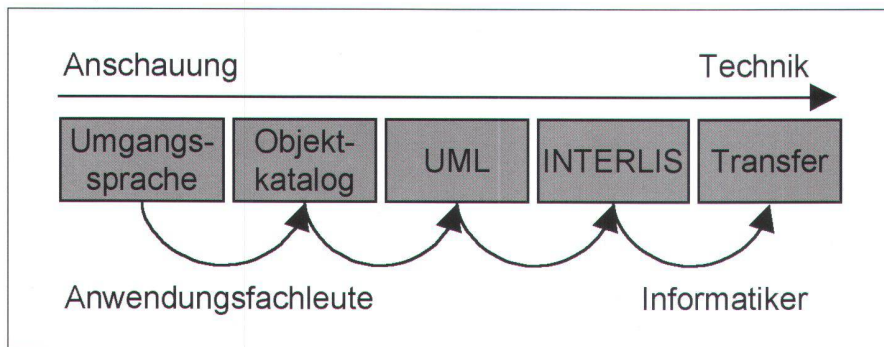 Anschauung Technik
Umgangs-
sprache
Objekt-
katalog
UML
INTERLIS
Transfer
Anwendungsfachleute Informatiker